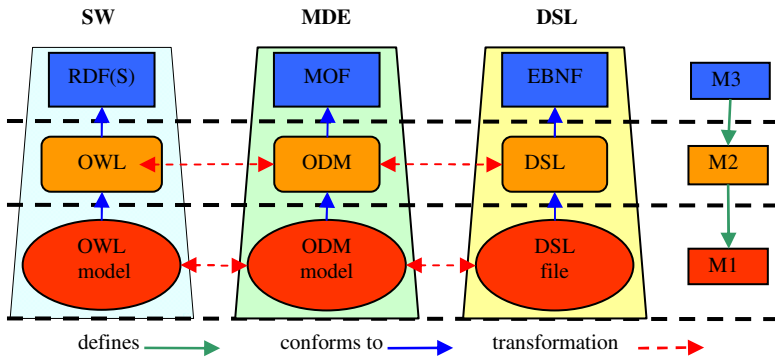 SW MDE DSL
RDF(S) MOF EBNF M3
OWL ODM DSL M2
OWL model
ODM model
DSL file
M1
defines conforms to transformation